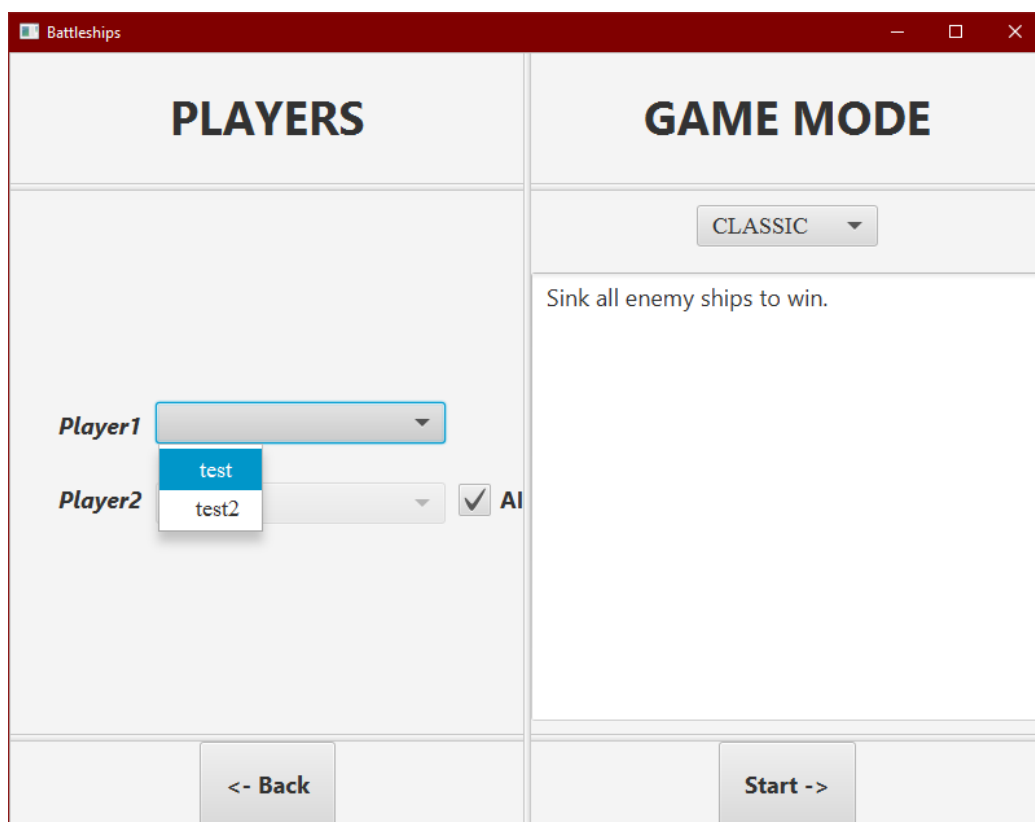 Battleships
PLAYERS
Player1
test
test2
Player2
AI
<- Back
GAME MODE
CLASSIC
Sink all enemy ships to win.
Start ->